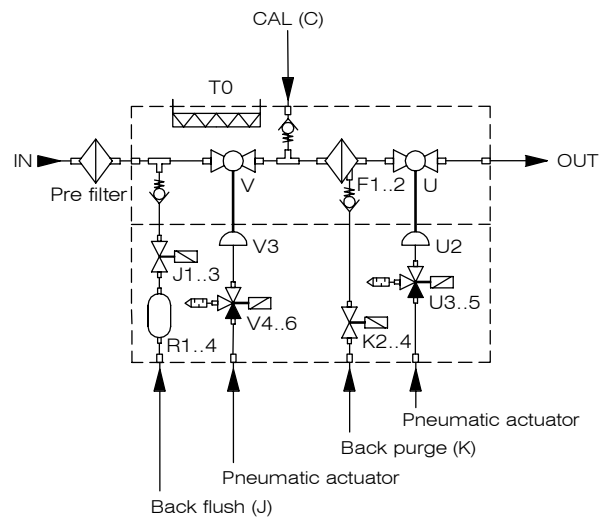 CAL (C)
T0
IN
OUT
Pre filter
V
F1..2
U
V3
U2
J1..3
V4..6
U3..5
R1..4
K2..4
Pneumatic actuator
Back purge (K)
Pneumatic actuator
Back flush (J)